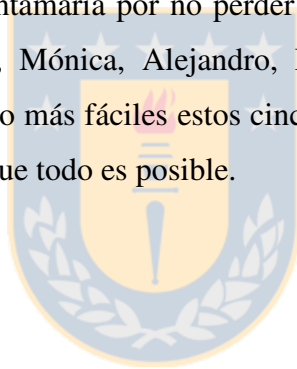 ntamaría por no perder
, Mónica, Alejandro,
o más fáciles estos cinc
ue todo es posible.